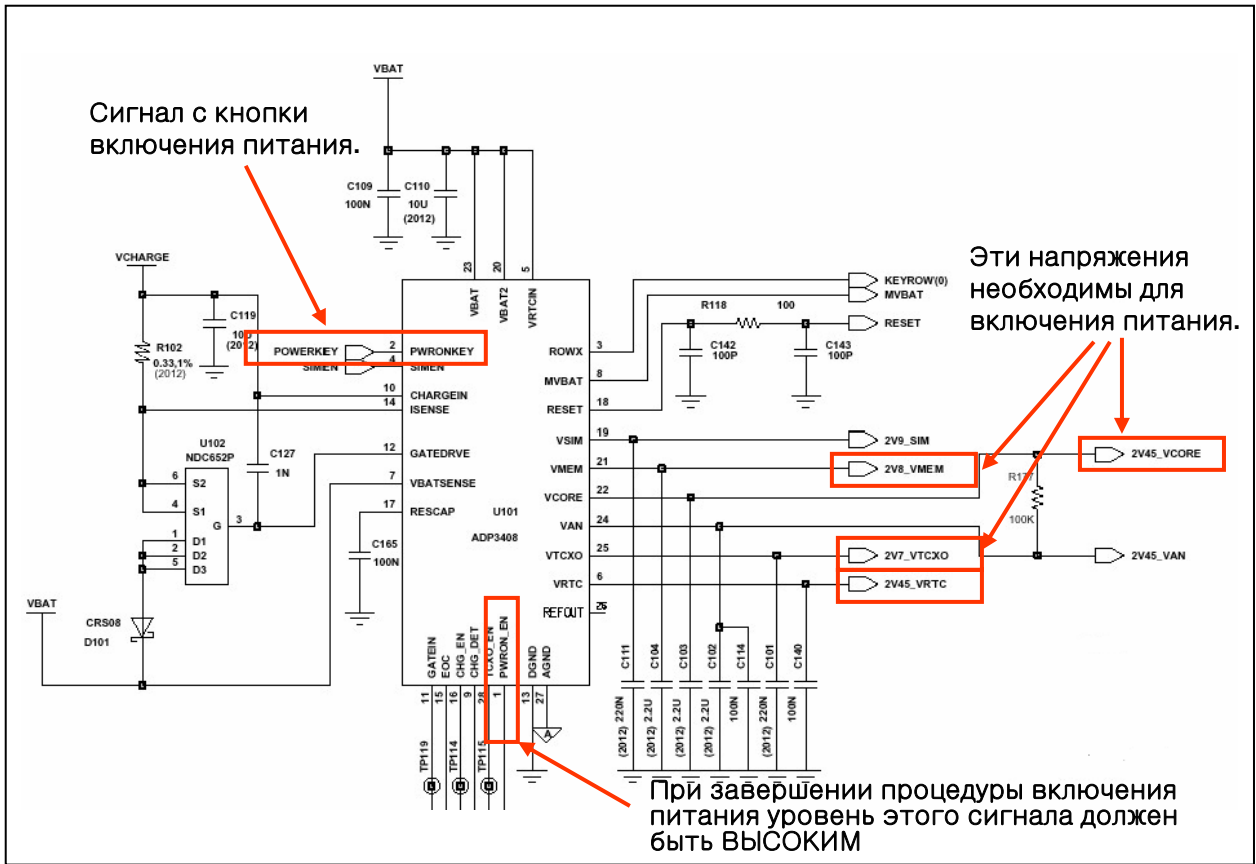 VBAT
Сигнал с кнопки
включения питания.
C109
100N
C110
10U
(2012)
Эти напряжения
необходимы для
включения питания.
VCHARGE
23
20
5
VBAT
VBAT2
VRTCIN
KEYROW(0)
MVBAT
R118
100
RESET
C119
(2012)
R102
0.33,1%
(2012)
POWERKEY
2
PWRONKEY
SIMEN
4
SIMEN
10
CHARGEIN
14
ISENSE
ROWX
3
MVBAT
8
RESET
18
C142
100P
C143
100P
U102
NDC652P
C127
1N
12
GATEDRVE
7
VBATSENSE
17
RESCAP
U101
ADP3408
VSIM
19
2V9_SIM
VMEM
21
2V8_VMEM
2V45_VCORE
VCORE
22
R177
100K
VAN
24
VTCXO
25
2V7_VTCXO
2V45_VAN
VRTC
6
2V45_VRTC
REFOUT
26
6
S2
4
S1
G
3
1
D1
2
D2
5
D3
C165
100N
VBAT
CRS08
D101
GATEIN
EOC
CHG_EN
CHG_DET
TCXO_EN
PWRON_EN
DGND
AGND
11
15
16
9
28
1
13
27
A
TP119
TP114
TP115
C111
C104
C103
C102
C114
C101
C140
(2012) 220N
(2012) 2.2U
(2012) 2.2U
(2012) 2.2U
100N
(2012) 220N
100N
При завершении процедуры включения
питания уровень этого сигнала должен
быть ВЫСОКИМ